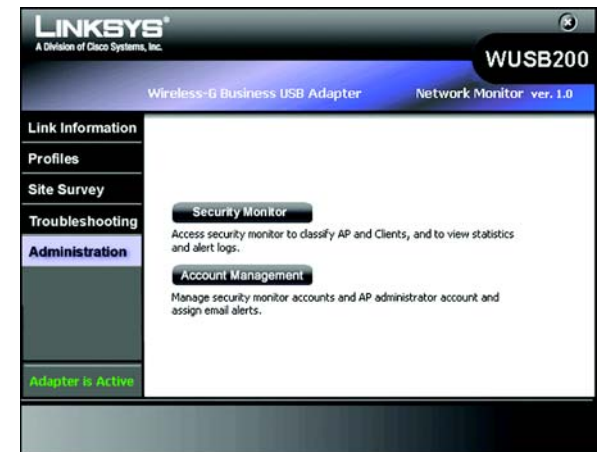 LINKSYS®
A Division of Cisco Systems, Inc.
WUSB200
Wireless-G Business USB Adapter
Network Monitor ver. 1.0
Link Information
Profiles
Site Survey
Troubleshooting
Administration
Security Monitor
Access security monitor to classify AP and Clients, and to view statistics
and alert logs.
Account Management
Manage security monitor accounts and AP administrator account and
assign email alerts.
Adapter is Active